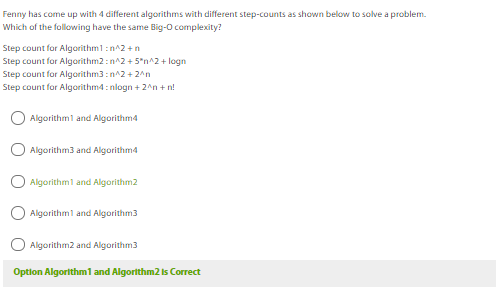 Fenny has come up with 4 different algorithms with different step-counts as shown below to solve a problem.
Which of the following have the same Big-O complexity?
Step count for Algorithm1 : n^2 + n
Step count for Algorithm2 : n^2 + 5*n^2 + logn
Step count for Algorithm3 : n^2 + 2^n
Step count for Algorithm4 : nlogn + 2^n + n!
Algorithm1 and Algorithm4
Algorithm3 and Algorithm4
Algorithm1 and Algorithm2
Algorithm1 and Algorithm3
Algorithm2 and Algorithm3
Option Algorithm1 and Algorithm2 is Correct